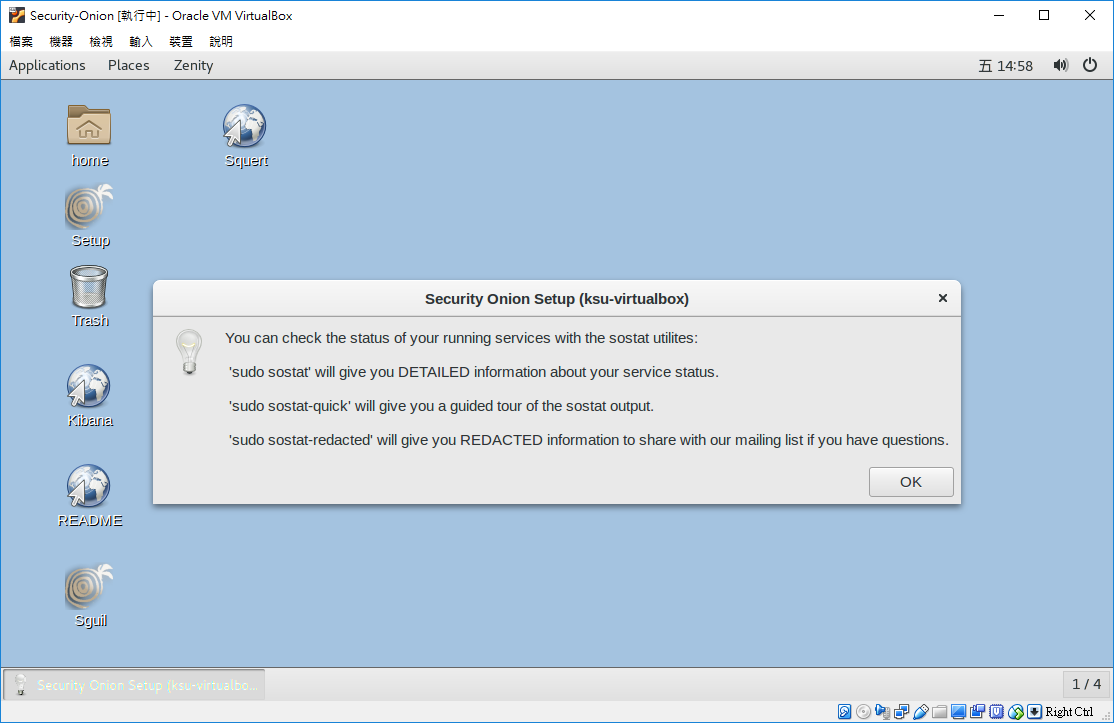 Security-Onion [執行中] - Oracle VM VirtualBox
檔案 機器 檢視 輸入 裝置 說明
Applications Places Zenity 五 14:58
home
Squert
Setup
Trash
Kibana
README
Sguil
Security Onion Setup (ksu-virtualbox)
You can check the status of your running services with the sostat utilites:
'sudo sostat' will give you DETAILED information about your service status.
'sudo sostat-quick' will give you a guided tour of the sostat output.
'sudo sostat-redacted' will give you REDACTED information to share with our mailing list if you have questions.
OK
Security Onion Setup (ksu-virtualbo... 1 / 4
Right Ctrl